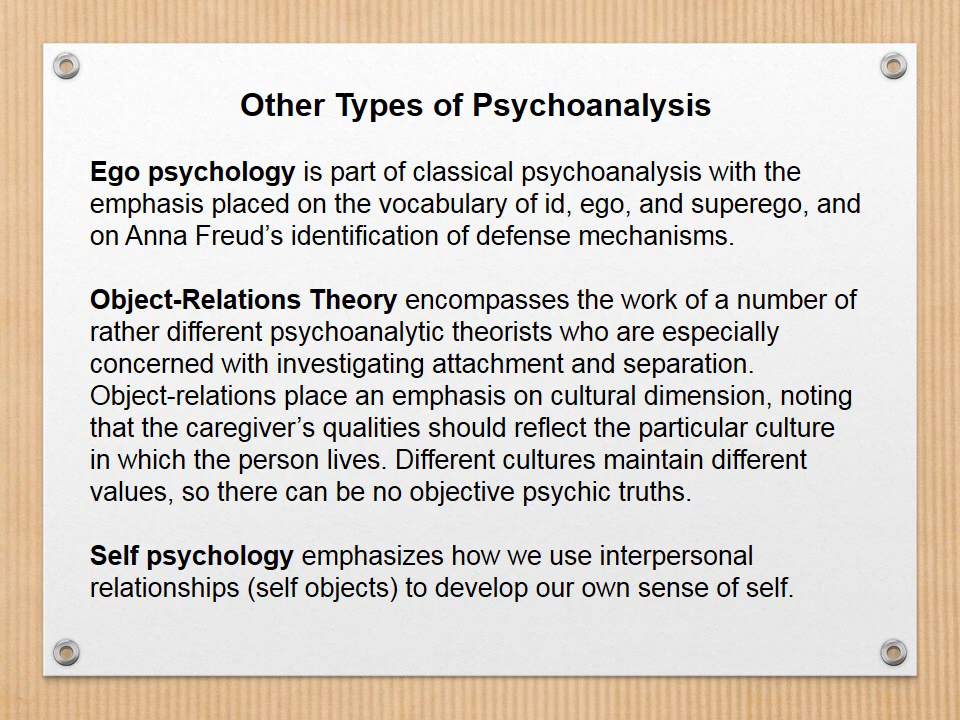 Other Types of Psychoanalysis
Ego psychology is part of classical psychoanalysis with the
emphasis placed on the vocabulary of id, ego, and superego, and
on Anna Freud’s identification of defense mechanisms.
Object-Relations Theory encompasses the work of a number of
rather different psychoanalytic theorists who are especially
concerned with investigating attachment and separation.
Object-relations place an emphasis on cultural dimension, noting
that the caregiver’s qualities should reflect the particular culture
in which the person lives. Different cultures maintain different
values, so there can be no objective psychic truths.
Self psychology emphasizes how we use interpersonal
relationships (self objects) to develop our own sense of self.